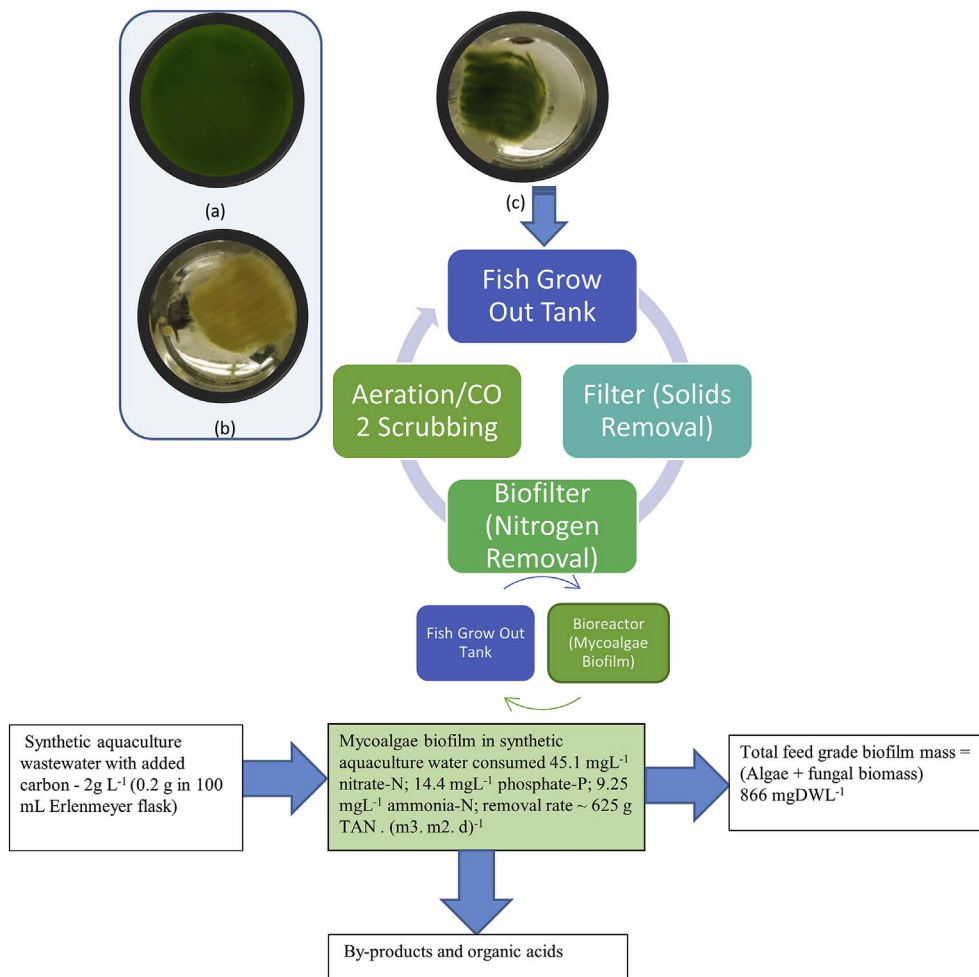 (a)
(b)
(c)
Fish Grow
Out Tank
Aeration/CO
2 Scrubbing
Filter (Solids
Removal)
Biofilter
(Nitrogen
Removal)
Fish Grow Out
Tank
Bioreactor
(Mycoalgae
Biofilm)
Synthetic aquaculture
wastewater with added
carbon - 2g L⁻¹ (0.2 g in 100
mL Erlenmeyer flask)
Mycoalgae biofilm in synthetic
aquaculture water consumed 45.1 mgL⁻¹
nitrate-N; 14.4 mgL⁻¹ phosphate-P; 9.25
mgL⁻¹ ammonia-N; removal rate ~ 625 g
TAN . (m3. m2. d)⁻¹
Total feed grade biofilm mass =
(Algae + fungal biomass)
866 mgDWL⁻¹
By-products and organic acids